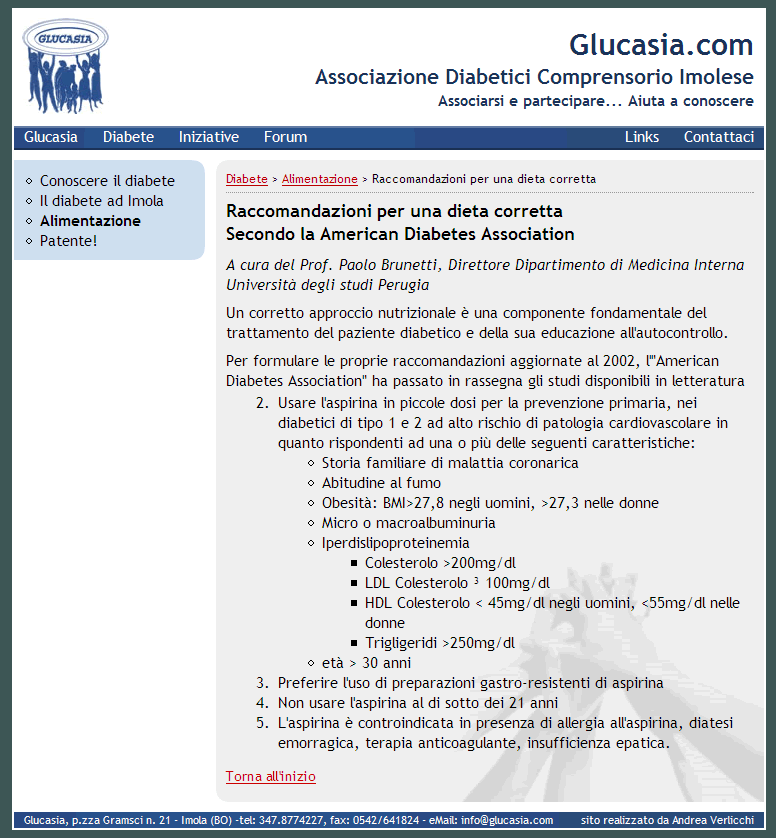 GLUCASIA
Glucasia.com
Associazione Diabetici Comprensorio Imolese
Associarsi e partecipare... Aiuta a conoscere
Glucasia Diabete Iniziative Forum Links Contattaci
Conoscere il diabete
Il diabete ad Imola
Alimentazione
Patente!
Diabete > Alimentazione > Raccomandazioni per una dieta corretta
Raccomandazioni per una dieta corretta
Secondo la American Diabetes Association
A cura del Prof. Paolo Brunetti, Direttore Dipartimento di Medicina Interna
Università degli studi Perugia
Un corretto approccio nutrizionale è una componente fondamentale del
trattamento del paziente diabetico e della sua educazione all'autocontrollo.
Per formulare le proprie raccomandazioni aggiornate al 2002, l'"American
Diabetes Association" ha passato in rassegna gli studi disponibili in letteratura
2. Usare l'aspirina in piccole dosi per la prevenzione primaria, nei
diabetici di tipo 1 e 2 ad alto rischio di patologia cardiovascolare in
quanto rispondenti ad una o più delle seguenti caratteristiche:
Storia familiare di malattia coronarica
Abitudine al fumo
Obesità: BMI>27,8 negli uomini, >27,3 nelle donne
Micro o macroalbuminuria
Iperdislipoproteinemia
Colesterolo >200mg/dl
LDL Colesterolo ³ 100mg/dl
HDL Colesterolo < 45mg/dl negli uomini, <55mg/dl nelle
donne
Trigligeridi >250mg/dl
età > 30 anni
3. Preferire l'uso di preparazioni gastro-resistenti di aspirina
4. Non usare l'aspirina al di sotto dei 21 anni
5. L'aspirina è controindicata in presenza di allergia all'aspirina, diatesi
emorragica, terapia anticoagulante, insufficienza epatica.
Torna all'inizio
Glucasia, p.zza Gramsci n. 21 - Imola (BO) -tel: 347.8774227, fax: 0542/641824 - eMail: info@glucasia.com sito realizzato da Andrea Verlicchi